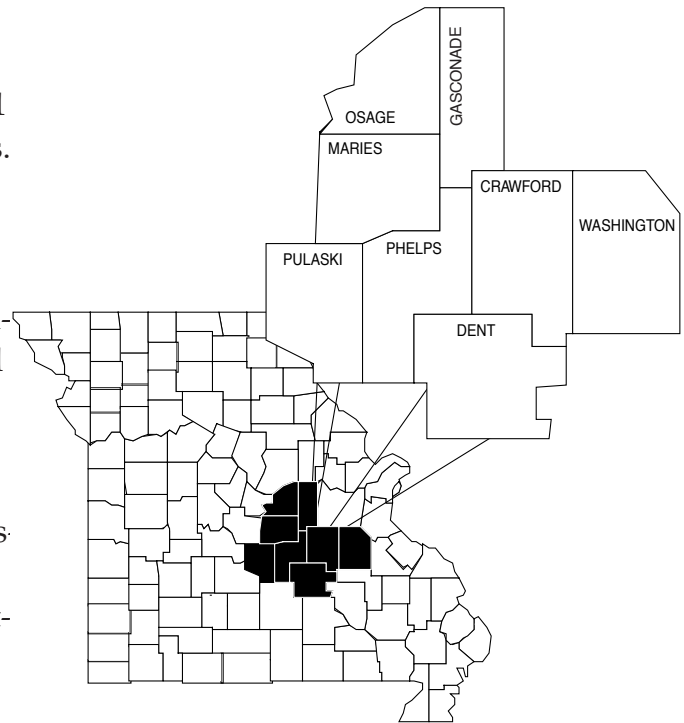 GASCONADE
OSAGE
MARIES
CRAWFORD
WASHINGTON
PHELPS
PULASKI
DENT